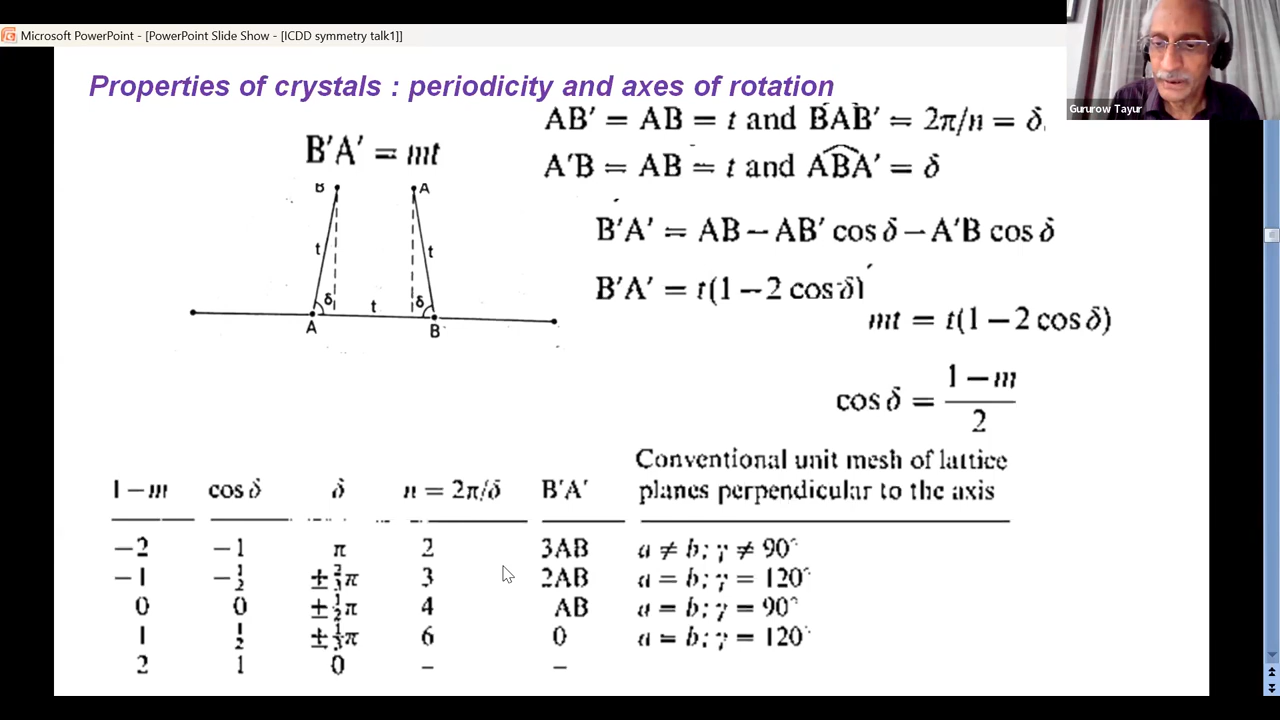 Microsoft PowerPoint - [PowerPoint Slide Show - [ICDD symmetry talk1]]
Gururow Tayur
Properties of crystals : periodicity and axes of rotation
AB′ = AB = t and BAB′ = 2π/n = δ.
B′A′ = mt
A′B = AB = t and ABA′ = δ
B A
t t
δ δ
t
A B
B′A′ = AB − AB′ cos δ − A′B cos δ
B′A′ = t(1 − 2 cos δ)
mt = t(1 − 2 cos δ)
cos δ = (1 − m)/2
1−m cos δ δ n = 2π/δ B′A′ Conventional unit mesh of lattice planes perpendicular to the axis
−2 −1 π 2 3AB a ≠ b; γ ≠ 90°
−1 −½ ±⅔π 3 2AB a = b; γ = 120°
0 0 ±½π 4 AB a = b; γ = 90°
1 ½ ±⅓π 6 0 a = b; γ = 120°
2 1 0 – –